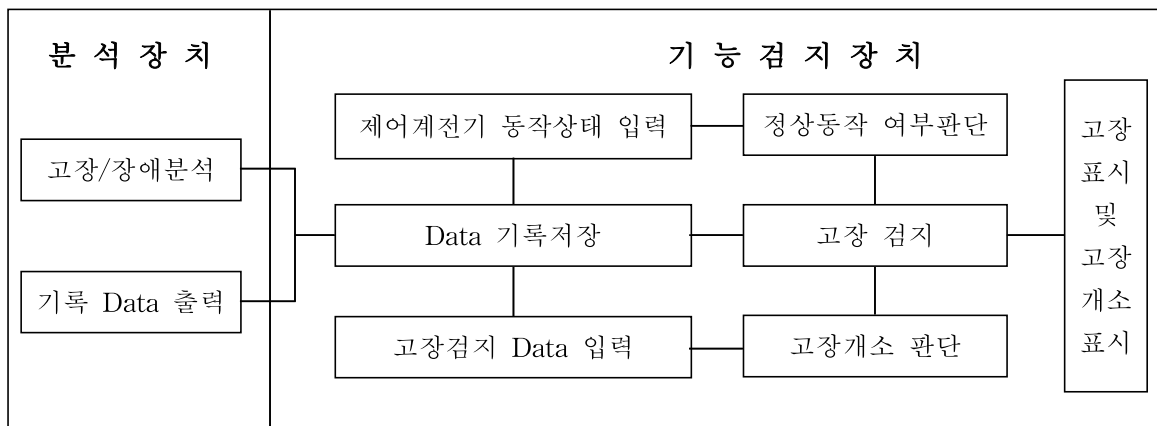 분 석 장 치
기 능 검 지 장 치
제어계전기 동작상태 입력
정상동작 여부판단
고장/장애분석
Data 기록저장
고장 검지
기록 Data 출력
고장검지 Data 입력
고장개소 판단
고장
표시
및
고장
개소
표시